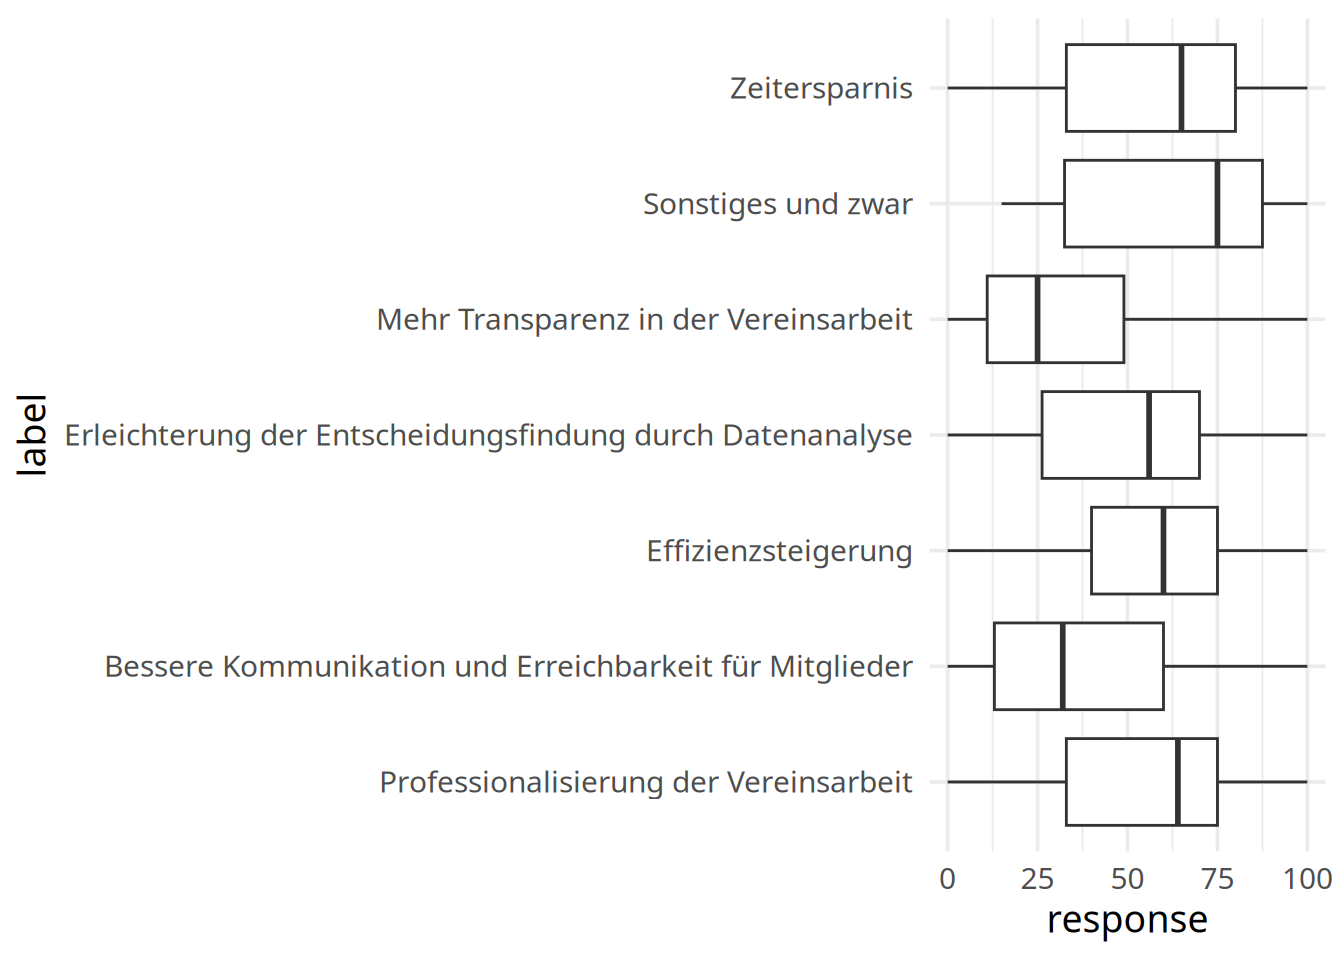 Zeitersparnis
Sonstiges und zwar
Mehr Transparenz in der Vereinsarbeit
Erleichterung der Entscheidungsfindung durch Datenanalyse
Effizienzsteigerung
Bessere Kommunikation und Erreichbarkeit für Mitglieder
Professionalisierung der Vereinsarbeit
label
0 25 50 75 100
response